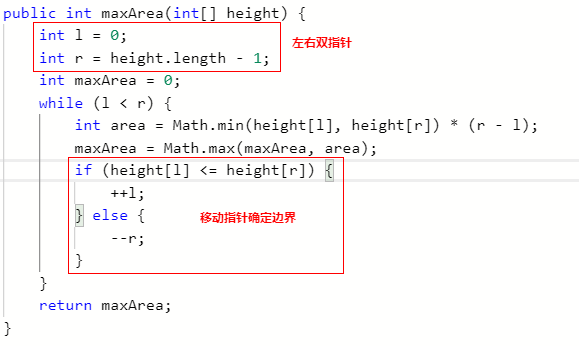 public int maxArea(int[] height) {
int l = 0;
左右双指针
int r = height.length - 1;
int maxArea = 0;
while (l < r) {
int area = Math.min(height[l], height[r]) * (r - l);
maxArea = Math.max(maxArea, area);
if (height[l] <= height[r]) {
++l;
} else {
移动指针确定边界
--r;
}
}
return maxArea;
}